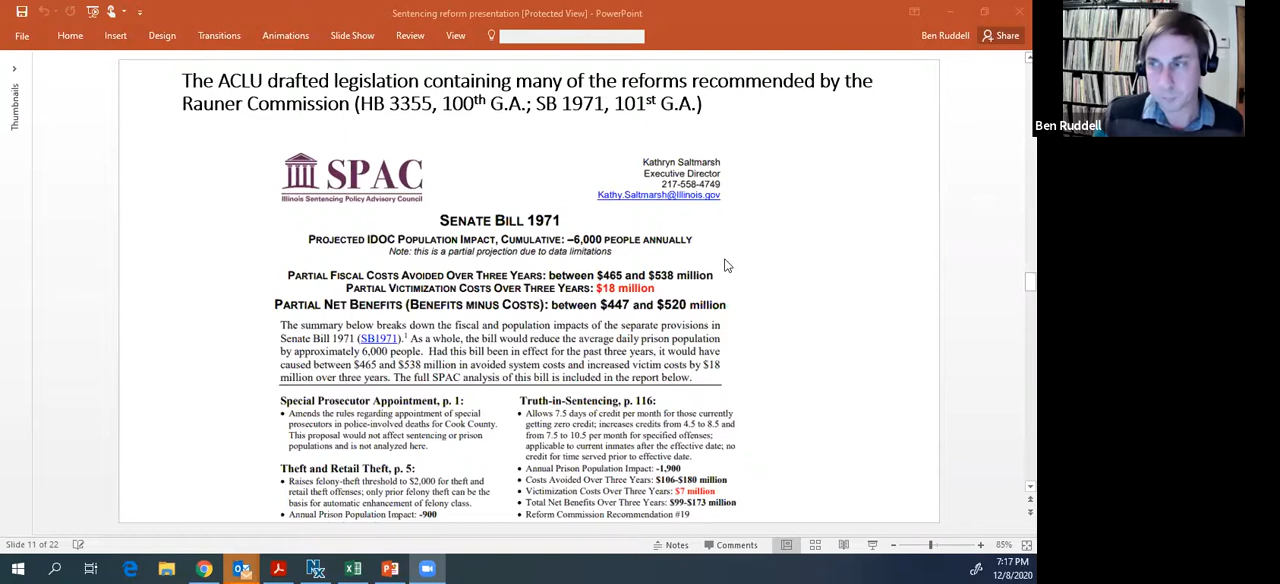 Sentencing reform presentation [Protected View] - PowerPoint
File Home Insert Design Transitions Animations Slide Show Review View Ben Ruddell Share
Ben Ruddell
Thumbnails
The ACLU drafted legislation containing many of the reforms recommended by the
Rauner Commission (HB 3355, 100th G.A.; SB 1971, 101st G.A.)
SPAC
Illinois Sentencing Policy Advisory Council
Kathryn Saltmarsh
Executive Director
217-558-4749
Kathy.Saltmarsh@Illinois.gov
SENATE BILL 1971
PROJECTED IDOC POPULATION IMPACT, CUMULATIVE: –6,000 PEOPLE ANNUALLY
Note: this is a partial projection due to data limitations
PARTIAL FISCAL COSTS AVOIDED OVER THREE YEARS: between $465 and $538 million
PARTIAL VICTIMIZATION COSTS OVER THREE YEARS: $18 million
PARTIAL NET BENEFITS (BENEFITS MINUS COSTS): between $447 and $520 million
The summary below breaks down the fiscal and population impacts of the separate provisions in
Senate Bill 1971 (SB1971).1 As a whole, the bill would reduce the average daily prison population
by approximately 6,000 people. Had this bill been in effect for the past three years, it would have
caused between $465 and $538 million in avoided system costs and increased victim costs by $18
million over three years. The full SPAC analysis of this bill is included in the report below.
Special Prosecutor Appointment, p. 1:
• Amends the rules regarding appointment of special
prosecutors in police-involved deaths for Cook County.
This proposal would not affect sentencing or prison
populations and is not analyzed here.
Theft and Retail Theft, p. 5:
• Raises felony-theft threshold to $2,000 for theft and
retail theft offenses; only prior felony theft can be the
basis for automatic enhancement of felony class.
• Annual Prison Population Impact: -900
Truth-in-Sentencing, p. 116:
• Allows 7.5 days of credit per month for those currently
getting zero credit; increases credits from 4.5 to 8.5 and
from 7.5 to 10.5 per month for specified offenses;
applicable to current inmates after the effective date; no
credit for time served prior to effective date.
• Annual Prison Population Impact: -1,900
• Costs Avoided Over Three Years: $106-$180 million
• Victimization Costs Over Three Years: $7 million
• Total Net Benefits Over Three Years: $99-$173 million
• Reform Commission Recommendation #19
Slide 11 of 22 Notes Comments 85%
7:17 PM
12/8/2020